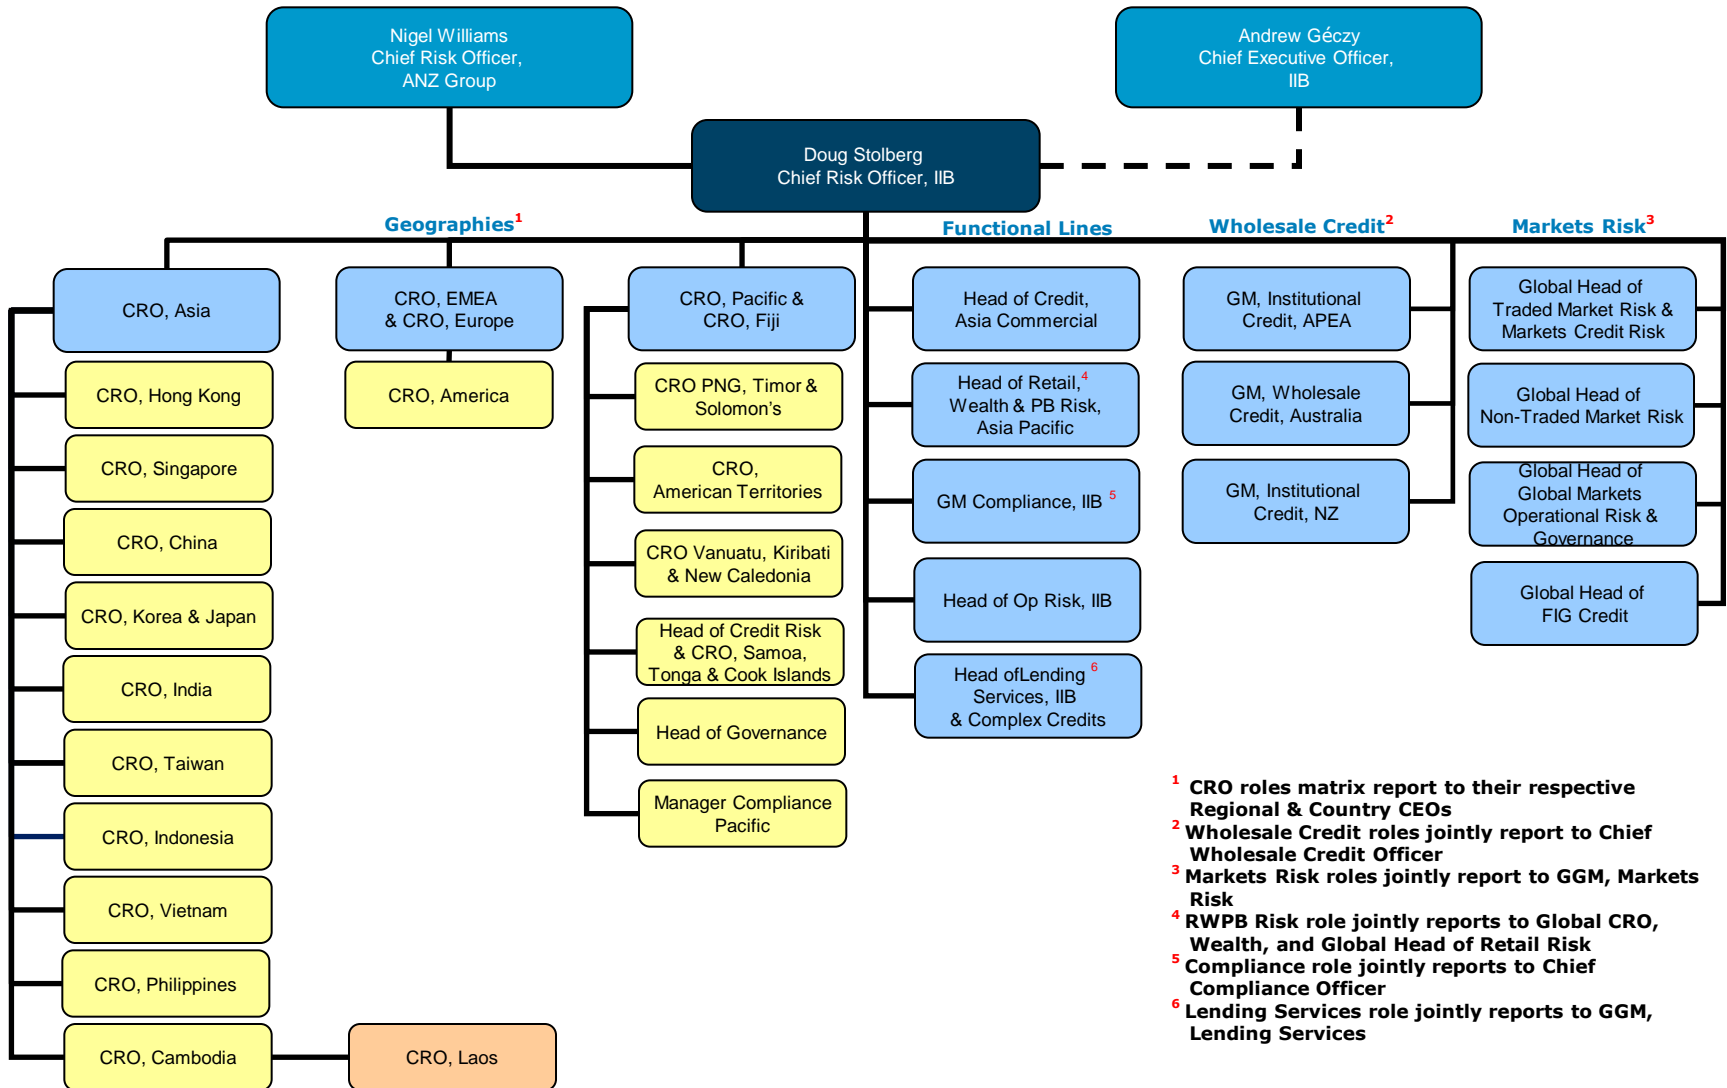 Nigel Williams
Chief Risk Officer,
ANZ Group
Andrew Géczy
Chief Executive Officer,
IIB
Doug Stolberg
Chief Risk Officer, IIB
Geographies1
Functional Lines
Wholesale Credit2
Markets Risk3
CRO, Asia
CRO, Hong Kong
CRO, Singapore
CRO, China
CRO, Korea & Japan
CRO, India
CRO, Taiwan
CRO, Indonesia
CRO, Vietnam
CRO, Philippines
CRO, Cambodia
CRO, Laos
CRO, EMEA
& CRO, Europe
CRO, America
CRO, Pacific &
CRO, Fiji
CRO PNG, Timor &
Solomon's
CRO,
American Territories
CRO Vanuatu, Kiribati
& New Caledonia
Head of Credit Risk
& CRO, Samoa,
Tonga & Cook Islands
Head of Governance
Manager Compliance
Pacific
Head of Credit,
Asia Commercial
Head of Retail,4
Wealth & PB Risk,
Asia Pacific
GM Compliance, IIB 5
Head of Op Risk, IIB
Head ofLending 6
Services, IIB
& Complex Credits
GM, Institutional
Credit, APEA
GM, Wholesale
Credit, Australia
GM, Institutional
Credit, NZ
Global Head of
Traded Market Risk &
Markets Credit Risk
Global Head of
Non-Traded Market Risk
Global Head of
Global Markets
Operational Risk &
Governance
Global Head of
FIG Credit
1 CRO roles matrix report to their respective
Regional & Country CEOs
2 Wholesale Credit roles jointly report to Chief
Wholesale Credit Officer
3 Markets Risk roles jointly report to GGM, Markets
Risk
4 RWPB Risk role jointly reports to Global CRO,
Wealth, and Global Head of Retail Risk
5 Compliance role jointly reports to Chief
Compliance Officer
6 Lending Services role jointly reports to GGM,
Lending Services